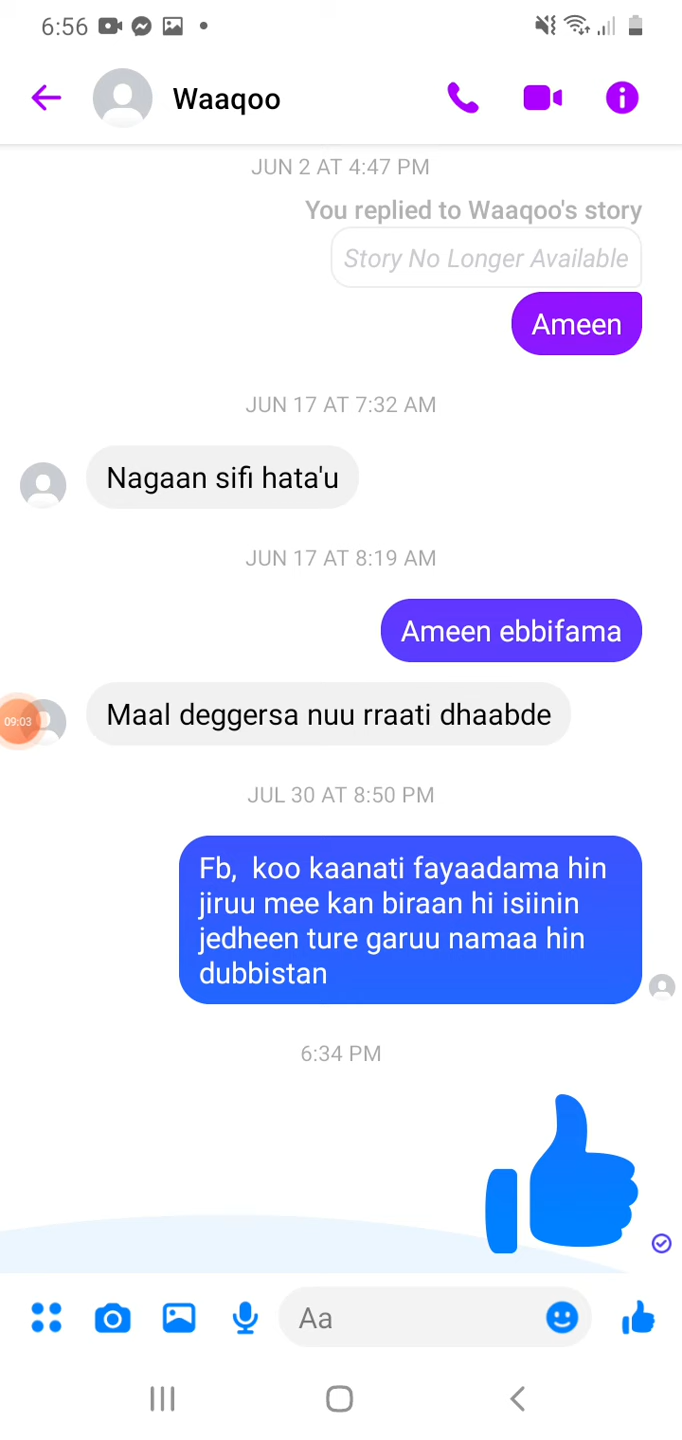 6:56
Waaqoo
JUN 2 AT 4:47 PM
You replied to Waaqoo's story
Story No Longer Available
Ameen
JUN 17 AT 7:32 AM
Nagaan sifi hata'u
JUN 17 AT 8:19 AM
Ameen ebbifama
Maal deggersa nuu rraati dhaabde
09:03
JUL 30 AT 8:50 PM
Fb,  koo kaanati fayaadama hin
jiruu mee kan biraan hi isiinin
jedheen ture garuu namaa hin
dubbistan
6:34 PM
Aa